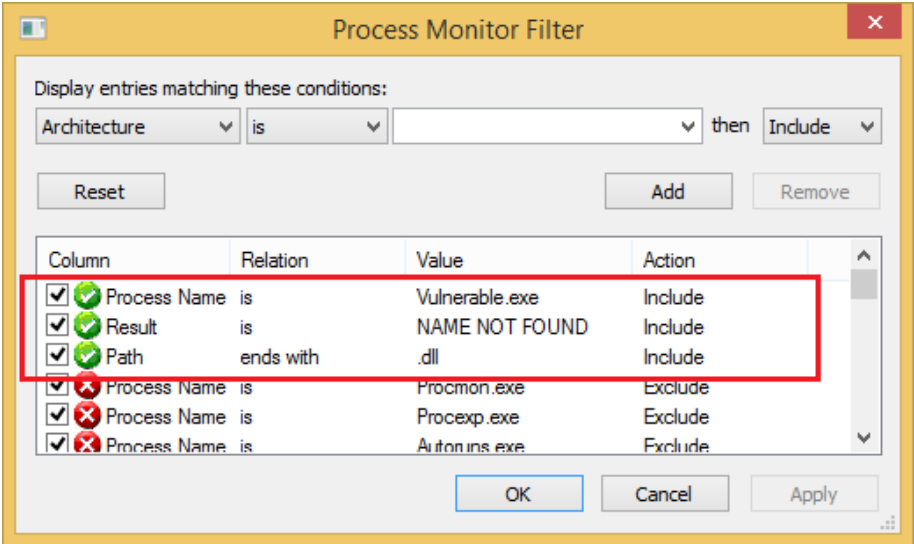 Process Monitor Filter
Display entries matching these conditions:
Architecture is then Include
Reset Add Remove
Column Relation Value Action
Process Name is Vulnerable.exe Include
Result is NAME NOT FOUND Include
Path ends with .dll Include
Process Name is Procmon.exe Exclude
Process Name is Procexp.exe Exclude
Process Name is Autoruns.exe Exclude
OK Cancel Apply